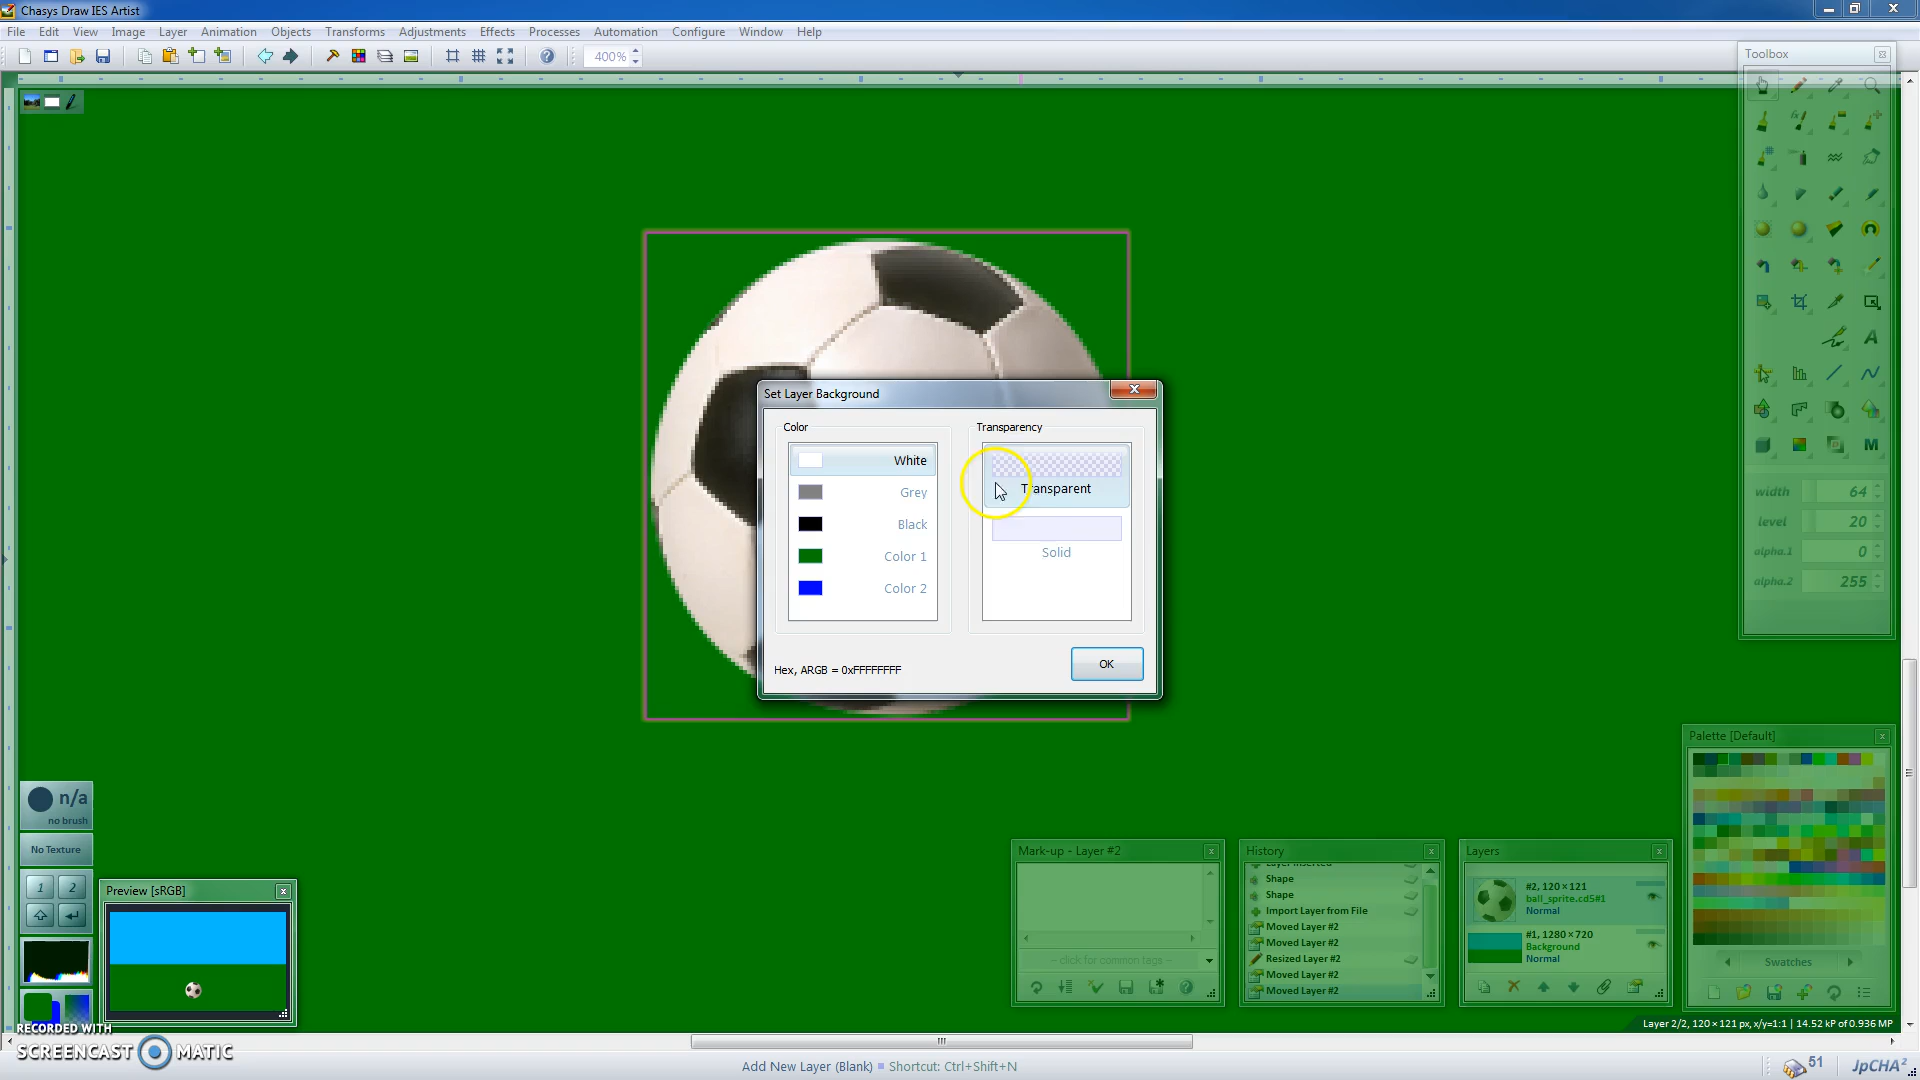 Chasys Draw IES Artist
File Edit View Image Layer Animation Objects Transforms Adjustments Effects Processes Automation Configure Window Help
400%
Toolbox
Set Layer Background
Color
White
Grey
Black
Color 1
Color 2
Transparency
Transparent
Solid
Hex, ARGB = 0xFFFFFFFF
OK
width 64
level 20
alpha.1 0
alpha.2 255
Palette [Default]
Swatches
n/a
no brush
No Texture
1 2
Preview [sRGB]
Mark-up - Layer #2
-- click for common tags --
History
Layer Inserted
Shape
Shape
Import Layer from File
Moved Layer #2
Moved Layer #2
Resized Layer #2
Moved Layer #2
Moved Layer #2
Layers
#2, 120×121
ball_sprite.cd5#1
Normal
#1, 1280×720
Background
Normal
Layer 2/2, 120×121 px, x/y=1:1 | 14.52 kP of 0.936 MP
RECORDED WITH
SCREENCAST MATIC
Add New Layer (Blank) Shortcut: Ctrl+Shift+N
51
JpCHA²